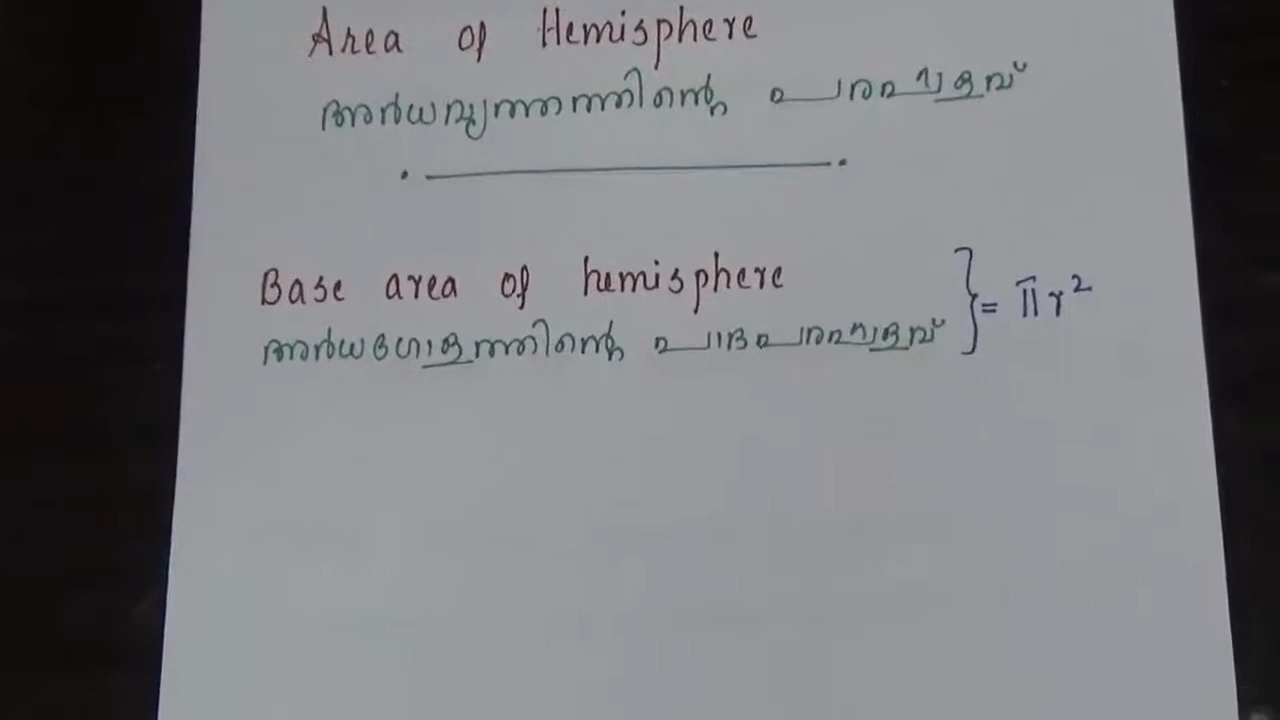 Area of Hemisphere
അർധവൃത്തത്തിന്റെ പരപ്പളവ്
Base area of hemisphere
അർധഗോളത്തിന്റെ പാദപരപ്പളവ് } = πr²